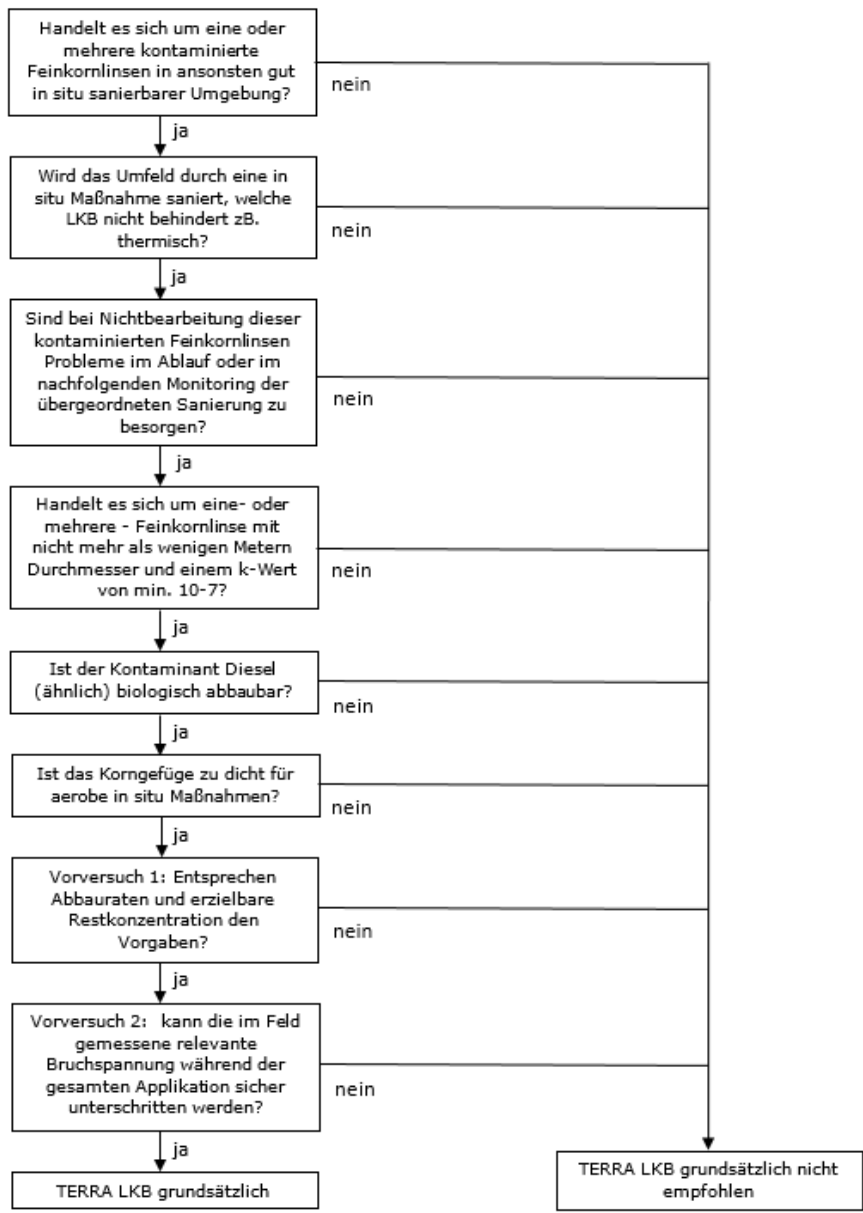 Handelt es sich um eine oder
mehrere kontaminierte
Feinkornlinsen in ansonsten gut
in situ sanierbarer Umgebung?
nein
ja
Wird das Umfeld durch eine in
situ Maßnahme saniert, welche
LKB nicht behindert zB.
thermisch?
nein
ja
Sind bei Nichtbearbeitung dieser
kontaminierten Feinkornlinsen
Probleme im Ablauf oder im
nachfolgenden Monitoring der
übergeordneten Sanierung zu
besorgen?
nein
ja
Handelt es sich um eine- oder
mehrere - Feinkornlinse mit
nicht mehr als wenigen Metern
Durchmesser und einem k-Wert
von min. 10-7?
nein
ja
Ist der Kontaminant Diesel
(ähnlich) biologisch abbaubar?
nein
ja
Ist das Korngefüge zu dicht für
aerobe in situ Maßnahmen?
nein
ja
Vorversuch 1: Entsprechen
Abbauraten und erzielbare
Restkonzentration den
Vorgaben?
nein
ja
Vorversuch 2: kann die im Feld
gemessene relevante
Bruchspannung während der
gesamten Applikation sicher
unterschritten werden?
nein
ja
TERRA LKB grundsätzlich
TERRA LKB grundsätzlich nicht
empfohlen